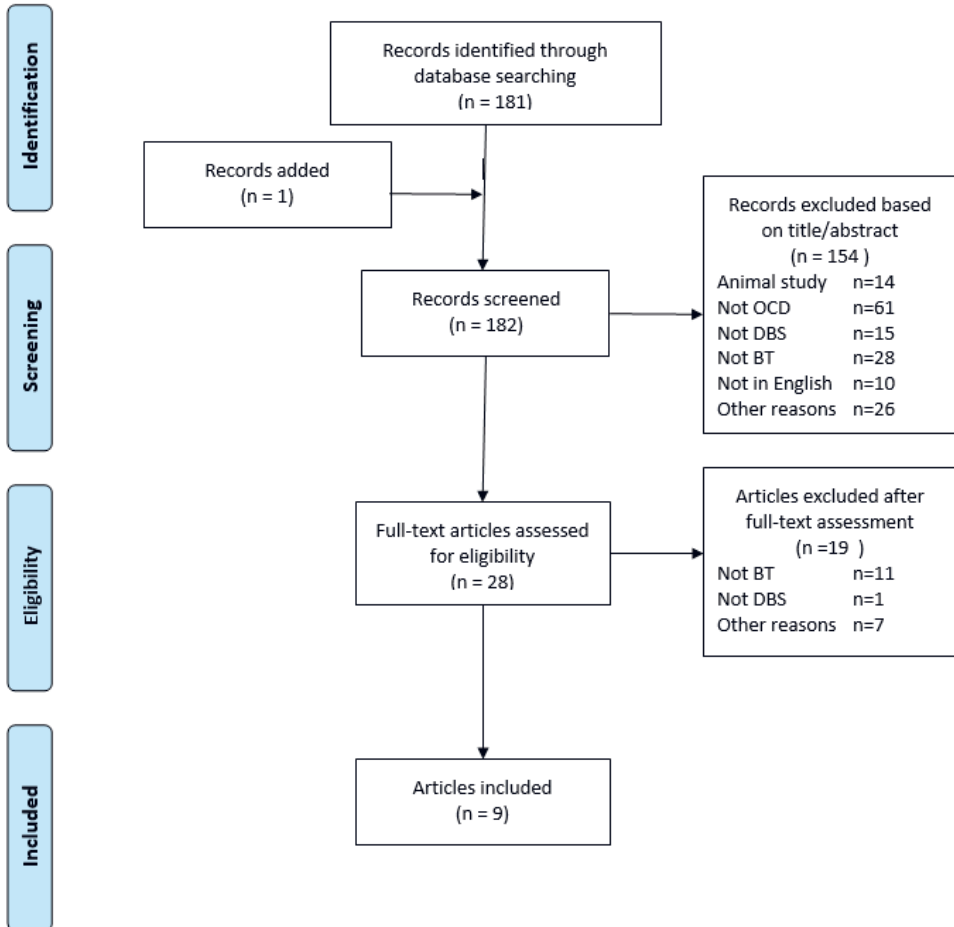 Identification
Records identified through
database searching
(n = 181)
Records added
(n = 1)
Records excluded based
on title/abstract
(n = 154 )
Animal study n=14
Not OCD n=61
Not DBS n=15
Not BT n=28
Not in English n=10
Other reasons n=26
Screening
Records screened
(n = 182)
Eligibility
Full-text articles assessed
for eligibility
(n = 28)
Articles excluded after
full-text assessment
(n =19 )
Not BT n=11
Not DBS n=1
Other reasons n=7
Included
Articles included
(n = 9)